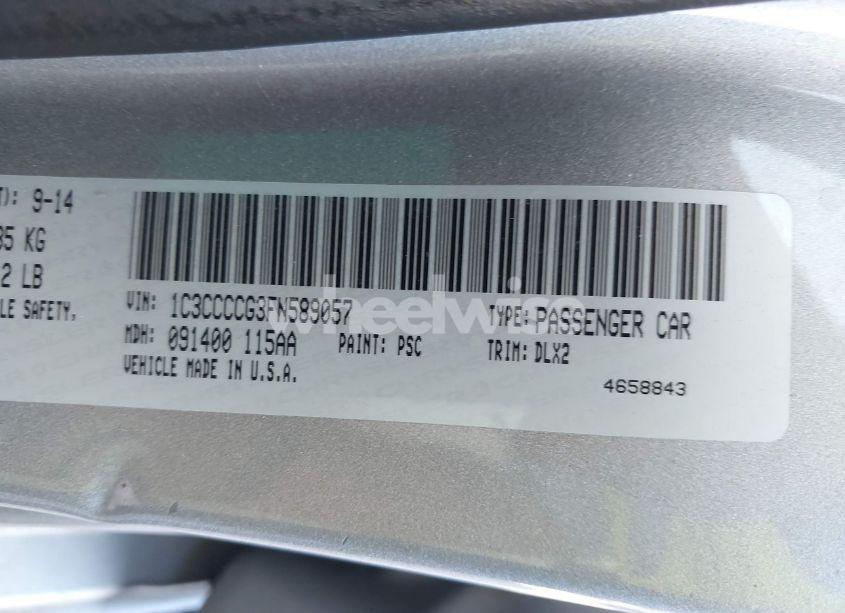 T): 9-14
85 KG
2 LB
LE SAFETY,
VIN: 1C3CCCCG3FN589057
TYPE: PASSENGER CAR
MDH: 091400 115AA
PAINT: PSC
TRIM: DLX2
VEHICLE MADE IN U.S.A.
4658843
wheelwise